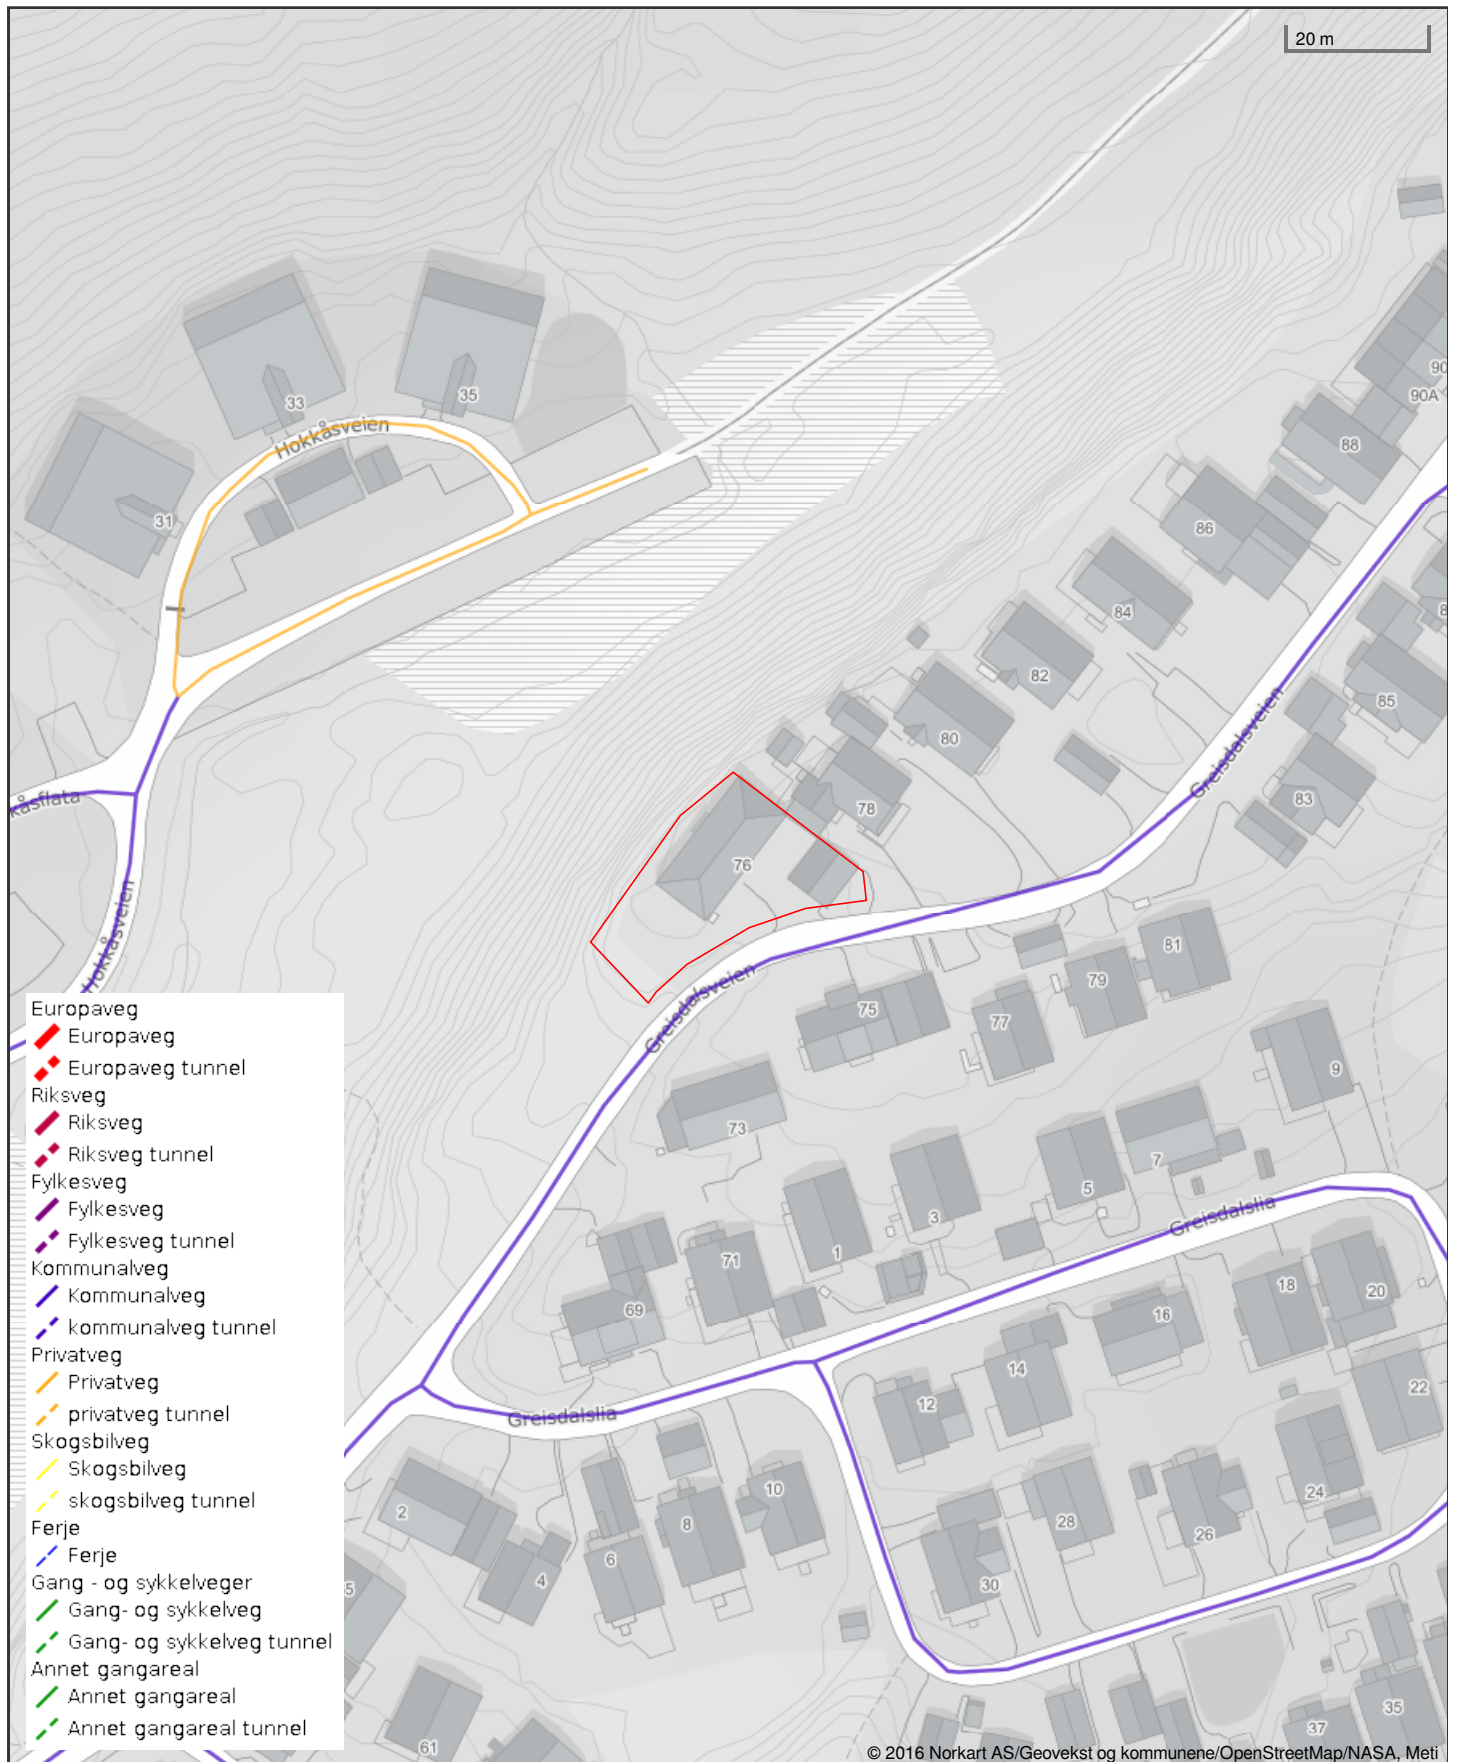 20 m
90
90A
88
33
35
Hokkåsveien
31
86
84
8
82
85
80
Greisdalsveien
78
83
kåsflata
76
Hokkåsveien
81
79
Greisdalsveien
75
77
9
73
7
5
3
Greisdalslia
1
71
69
18
20
16
14
22
12
Greisdalslia
2
10
24
8
28
26
6
4
30
5
35
37
61
Europaveg
Europaveg
Europaveg tunnel
Riksveg
Riksveg
Riksveg tunnel
Fylkesveg
Fylkesveg
Fylkesveg tunnel
Kommunalveg
Kommunalveg
kommunalveg tunnel
Privatveg
Privatveg
privatveg tunnel
Skogsbilveg
Skogsbilveg
skogsbilveg tunnel
Ferje
Ferje
Gang - og sykkelveger
Gang- og sykkelveg
Gang- og sykkelveg tunnel
Annet gangareal
Annet gangareal
Annet gangareal tunnel
© 2016 Norkart AS/Geovekst og kommunene/OpenStreetMap/NASA, Meti